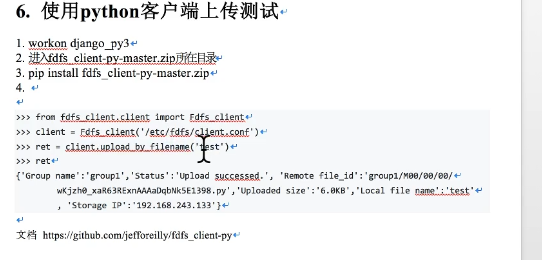 6. 使用python客户端上传测试
1. workon django_py3
2. 进入fdfs_client-py-master.zip所在目录
3. pip install fdfs_client-py-master.zip
4.
>>> from fdfs_client.client import Fdfs_client
>>> client = Fdfs_client('/etc/fdfs/client.conf')
>>> ret = client.upload_by_filename('test')
>>> ret
{'Group name':'group1','Status':'Upload successed.', 'Remote file_id':'group1/M00/00/00/
wKjzh0_xaR63RExnAAAaDqbNk5E1398.py','Uploaded size':'6.0KB','Local file name':'test'
, 'Storage IP':'192.168.243.133'}
文档 https://github.com/jefforeilly/fdfs_client-py